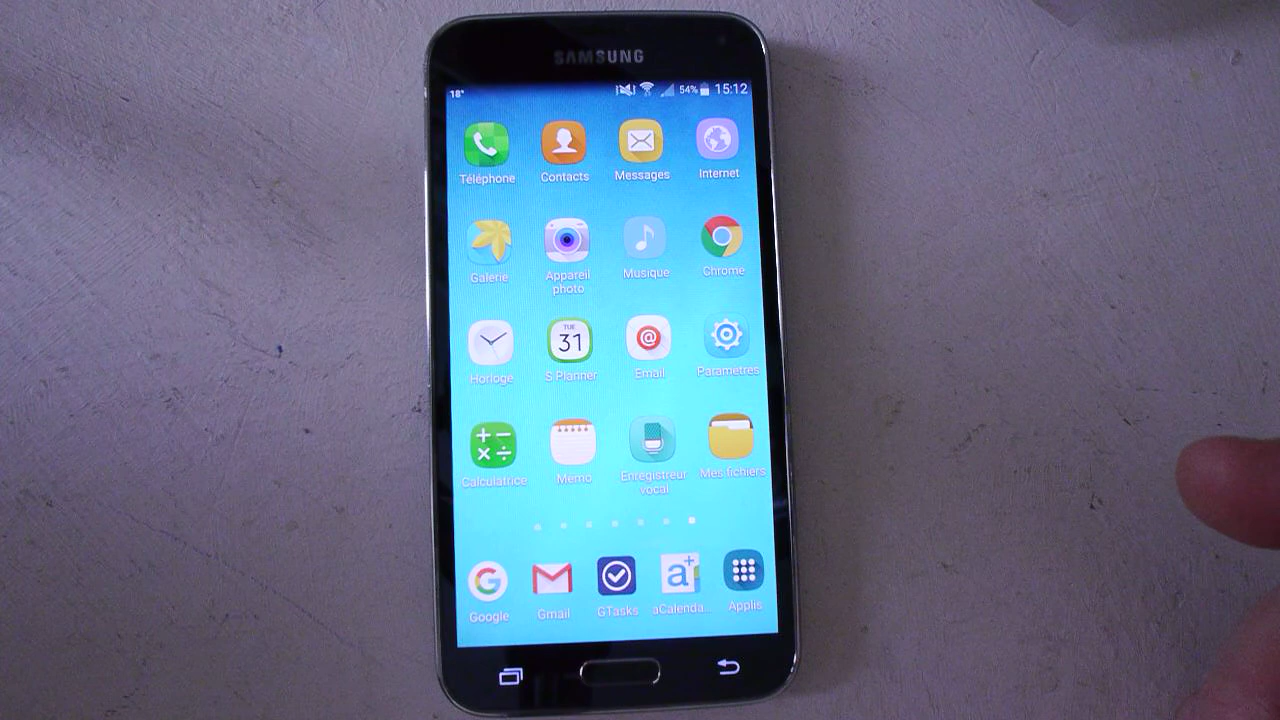 SAMSUNG
18° 54% 15:12
Téléphone Contacts Messages Internet
Galerie Appareil photo Musique Chrome
TUE
31
Horloge S Planner Email Paramètres
Calculatrice Memo Enregistreur vocal Mes fichiers
Google Gmail GTasks aCalenda... Applis